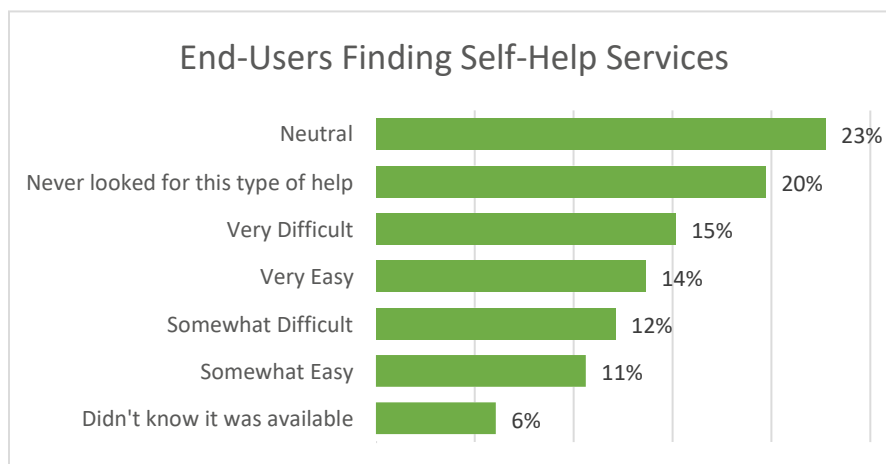 End-Users Finding Self-Help Services
Neutral 23%
Never looked for this type of help 20%
Very Difficult 15%
Very Easy 14%
Somewhat Difficult 12%
Somewhat Easy 11%
Didn't know it was available 6%